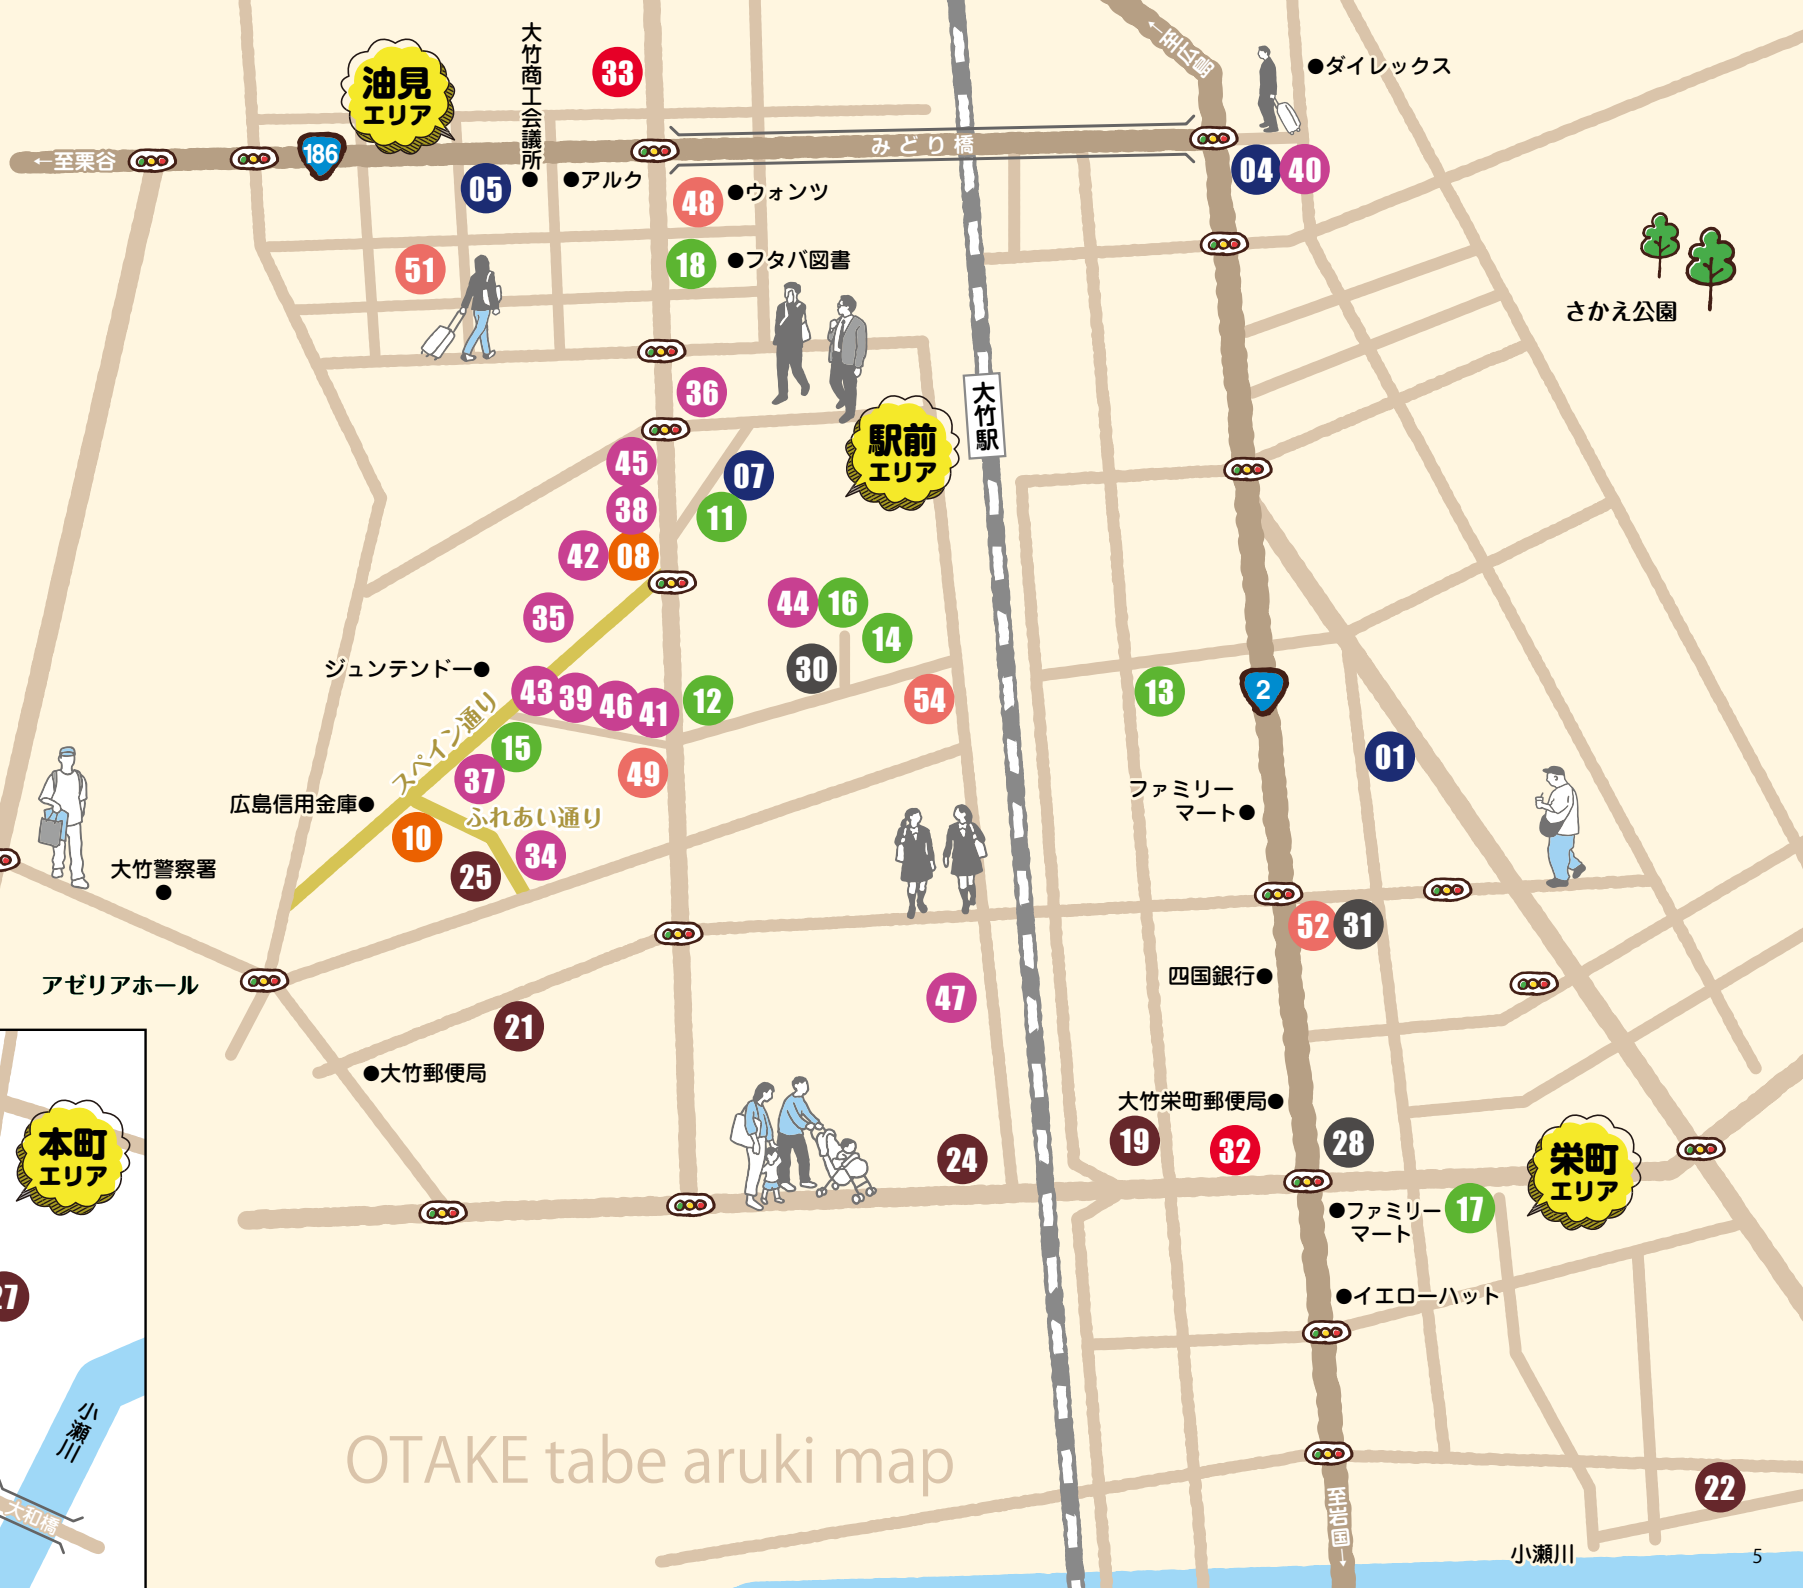 大竹商工会議所
33
油見
エリア
←至広島
ダイレックス
186
←至栗谷
みどり橋
05
アルク
48
ウォンツ
04
40
51
18
フタバ図書
さかえ公園
36
大竹駅
駅前
エリア
45
07
38
11
42
08
35
44
16
14
30
ジュンテンドー
43
39
46
41
12
54
13
2
スペイン通り
15
37
49
01
広島信用金庫
10
ふれあい通り
34
25
ファミリー
マート
大竹警察署
52
31
アゼリアホール
四国銀行
47
21
大竹郵便局
大竹栄町郵便局
19
32
28
24
本町
エリア
栄町
エリア
ファミリー
マート
17
27
イエローハット
小瀬川
大和橋
OTAKE tabe aruki map
至岩国→
22
小瀬川
5